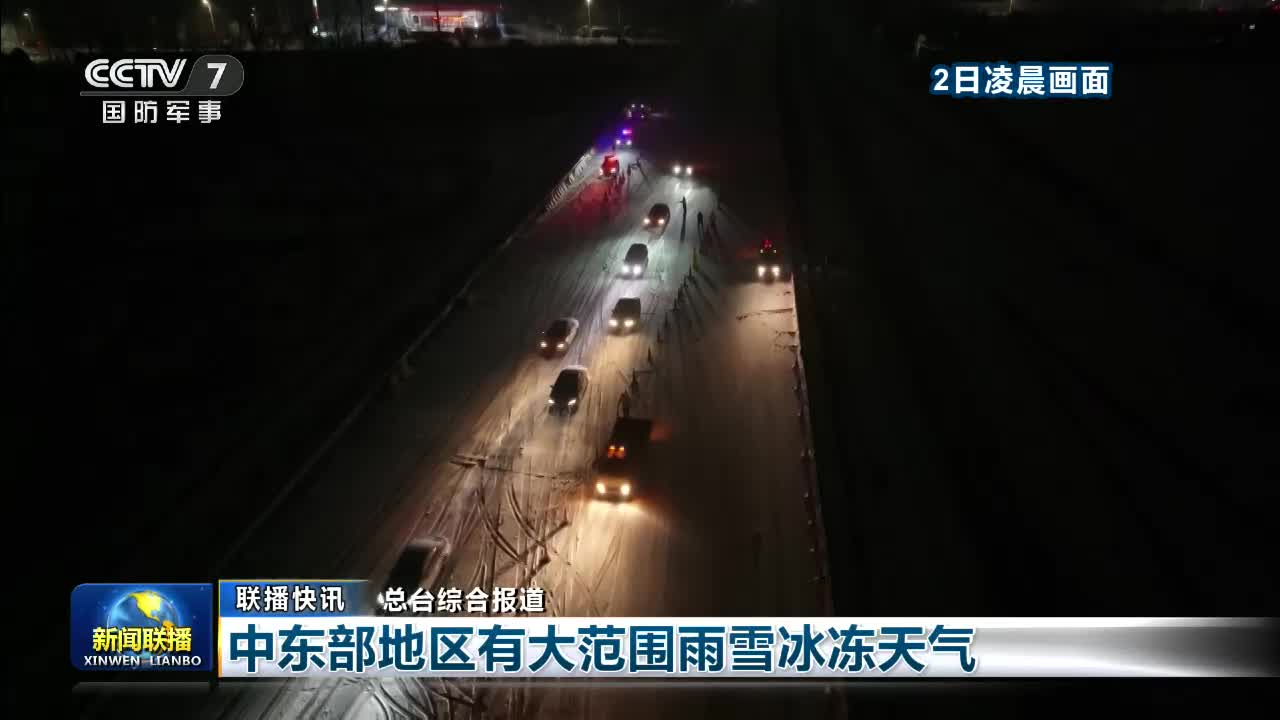 CCTV 7
国防军事
2日凌晨画面
联播快讯 总台综合报道
新闻联播
XINWEN LIANBO
中东部地区有大范围雨雪冰冻天气